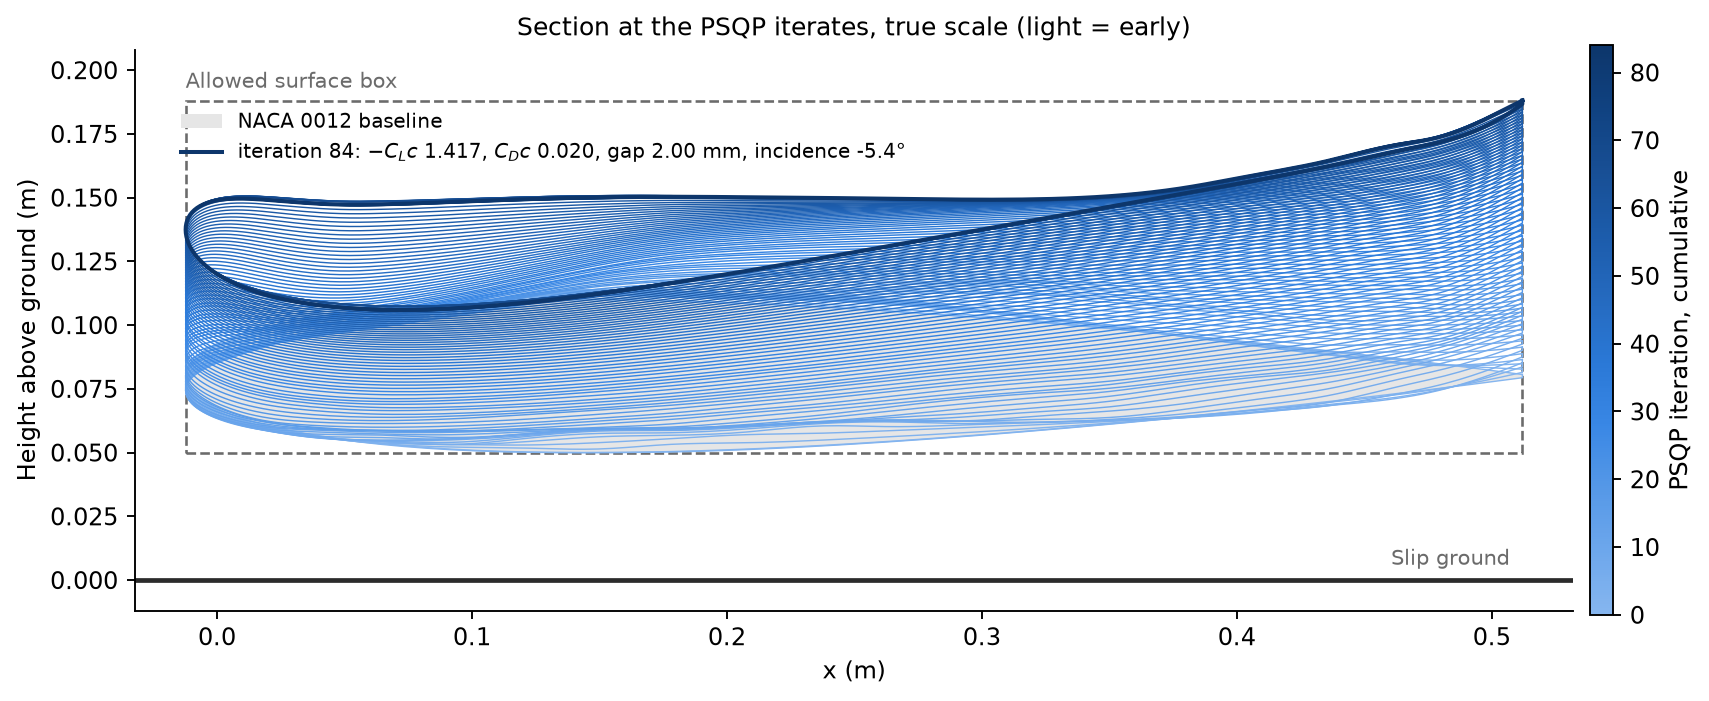 Section at the PSQP iterates, true scale (light = early)
Height above ground (m)
0.200
0.175
0.150
0.125
0.100
0.075
0.050
0.025
0.000
Allowed surface box
NACA 0012 baseline
iteration 84: −C_Lc 1.417, C_Dc 0.020, gap 2.00 mm, incidence -5.4°
Slip ground
0.0 0.1 0.2 0.3 0.4 0.5
x (m)
80
70
60
50
40
30
20
10
0
PSQP iteration, cumulative